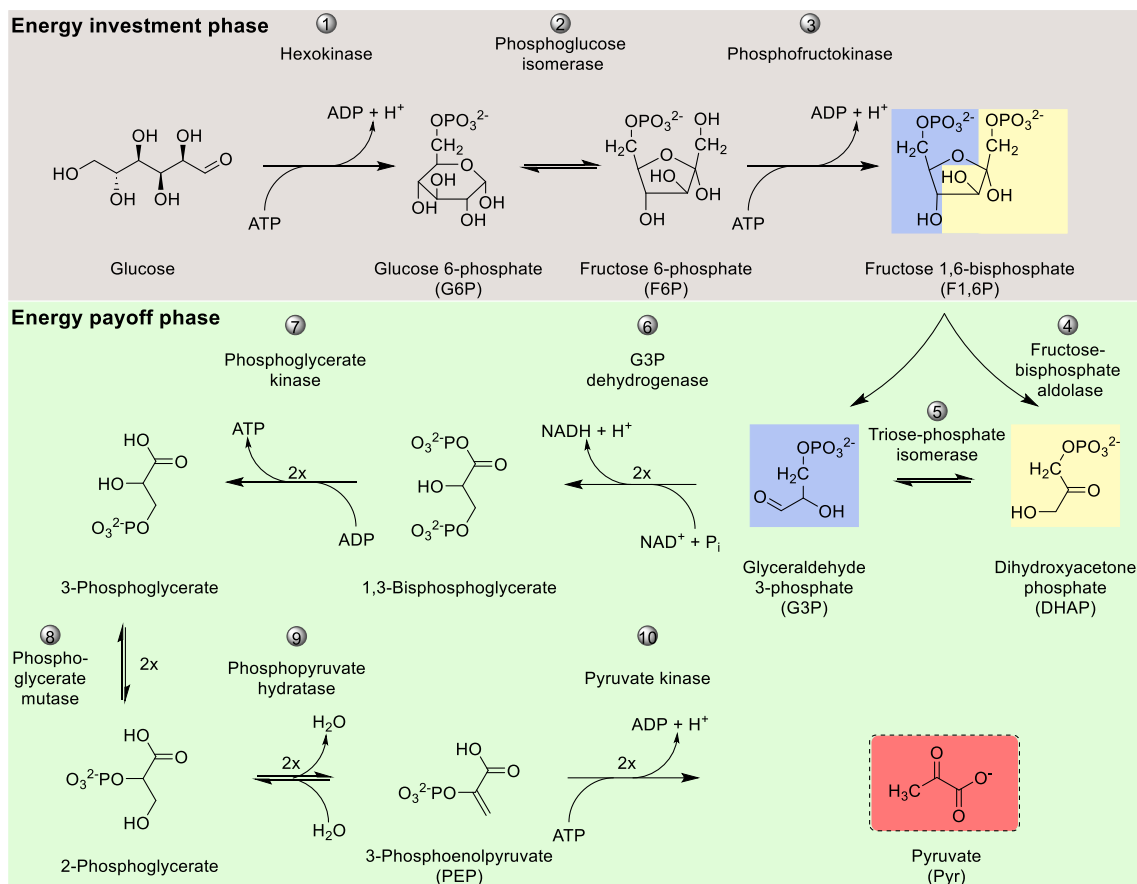 Energy investment phase
1
Hexokinase
2
Phosphoglucose
isomerase
3
Phosphofructokinase
HO
OH
OH
OH
OH
O
Glucose
ADP + H⁺
ATP
OPO₃²⁻
H₂C
O
HO
OH
OH
OH
Glucose 6-phosphate
(G6P)
OPO₃²⁻
H₂C
O
OH
CH₂
HO
OH
OH
Fructose 6-phosphate
(F6P)
ADP + H⁺
ATP
OPO₃²⁻
H₂C
O
OPO₃²⁻
CH₂
HO
OH
HO
Fructose 1,6-bisphosphate
(F1,6P)
Energy payoff phase
4
Fructose-
bisphosphate
aldolase
5
Triose-phosphate
isomerase
OPO₃²⁻
H₂C
O
OH
Glyceraldehyde
3-phosphate
(G3P)
OPO₃²⁻
H₂C
O
HO
Dihydroxyacetone
phosphate
(DHAP)
6
G3P
dehydrogenase
NADH + H⁺
2x
NAD⁺ + Pᵢ
O₃²⁻PO
O
HO
O₃²⁻PO
1,3-Bisphosphoglycerate
7
Phosphoglycerate
kinase
ATP
2x
ADP
HO
O
OH
O₃²⁻PO
3-Phosphoglycerate
8
Phospho-
glycerate
mutase
2x
HO
O
O₃²⁻PO
HO
2-Phosphoglycerate
9
Phosphopyruvate
hydratase
H₂O
2x
H₂O
HO
O
O₃²⁻PO
3-Phosphoenolpyruvate
(PEP)
10
Pyruvate kinase
ADP + H⁺
2x
ATP
O
H₃C
O⁻
O
Pyruvate
(Pyr)